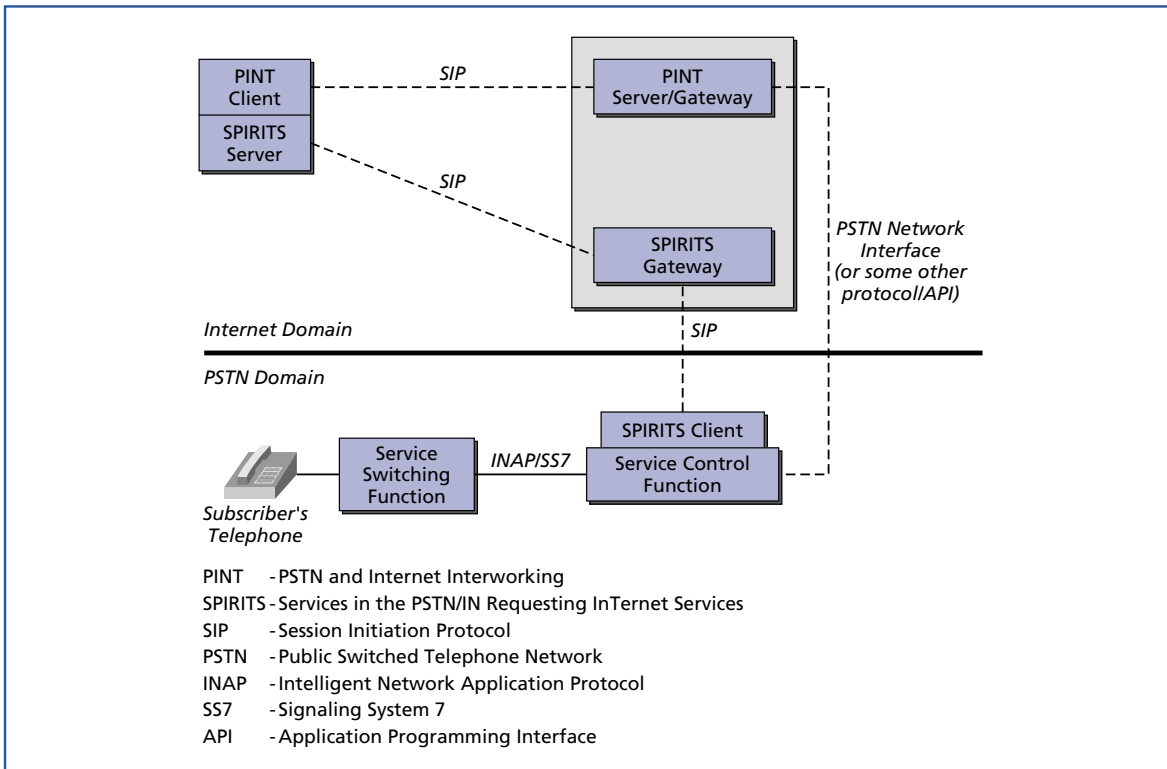 PINT
Client
SPIRITS
Server
SIP
SIP
PINT
Server/Gateway
SPIRITS
Gateway
PSTN Network
Interface
(or some other
protocol/API)
Internet Domain
SIP
PSTN Domain
Subscriber's
Telephone
Service
Switching
Function
INAP/SS7
SPIRITS Client
Service Control
Function
PINT - PSTN and Internet Interworking
SPIRITS - Services in the PSTN/IN Requesting InTernet Services
SIP - Session Initiation Protocol
PSTN - Public Switched Telephone Network
INAP - Intelligent Network Application Protocol
SS7 - Signaling System 7
API - Application Programming Interface